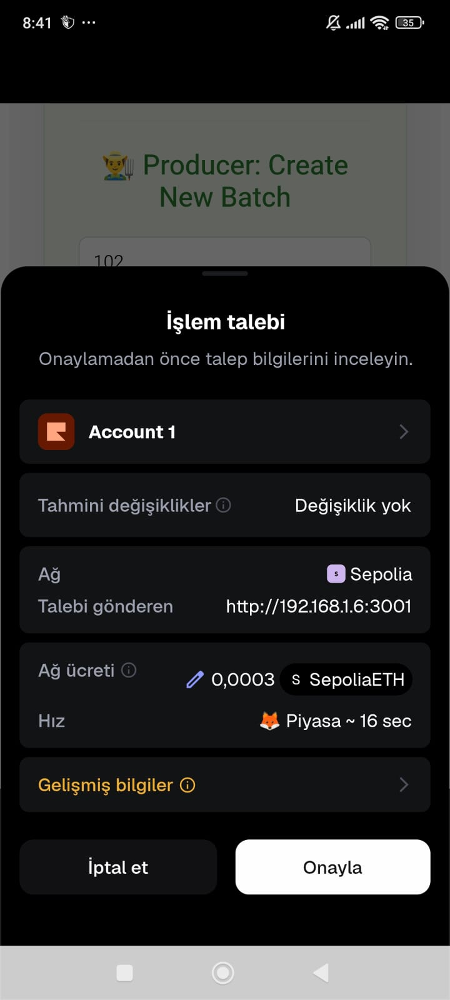 8:41
35
Producer: Create
New Batch
102
İşlem talebi
Onaylamadan önce talep bilgilerini inceleyin.
Account 1
Tahmini değişiklikler Değişiklik yok
Ağ S Sepolia
Talebi gönderen http://192.168.1.6:3001
Ağ ücreti 0,0003 S SepoliaETH
Hız Piyasa ~ 16 sec
Gelişmiş bilgiler
İptal et Onayla